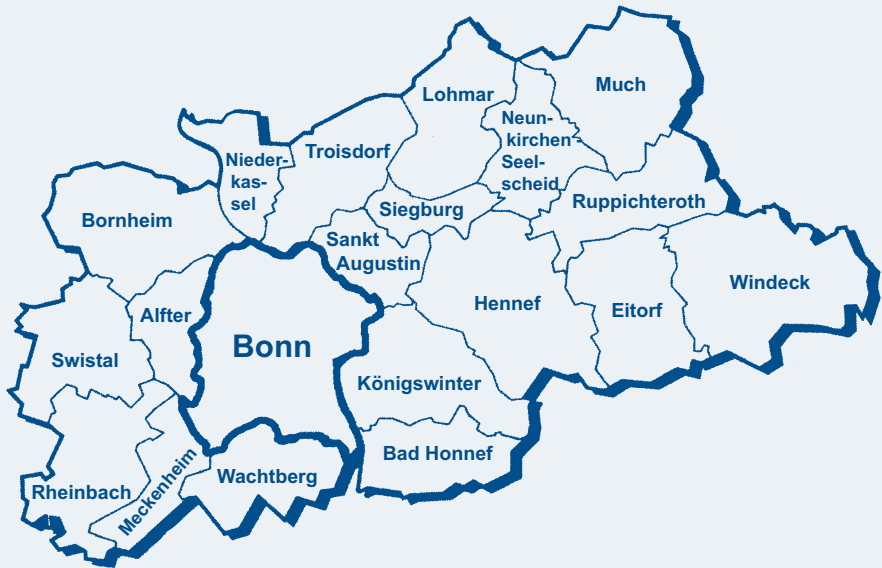 Much
Lohmar
Neun-
kirchen-
Seel-
scheid
Troisdorf
Nieder-
kas-
sel
Ruppichteroth
Siegburg
Bornheim
Sankt
Augustin
Windeck
Hennef
Eitorf
Alfter
Bonn
Swistal
Königswinter
Bad Honnef
Wachtberg
Meckenheim
Rheinbach